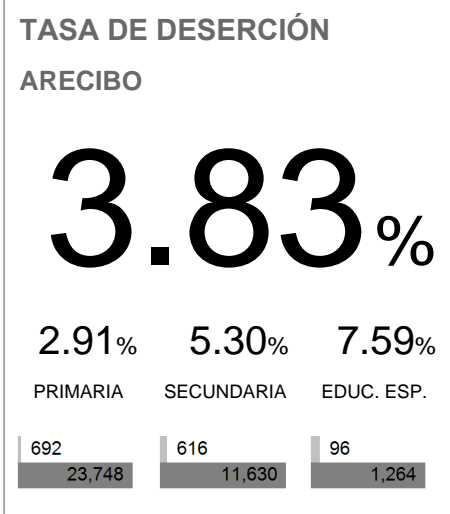 TASA DE DESERCIÓN
ARECIBO
3.83%
2.91% 5.30% 7.59%
PRIMARIA SECUNDARIA EDUC. ESP.
692 616 96
23,748 11,630 1,264